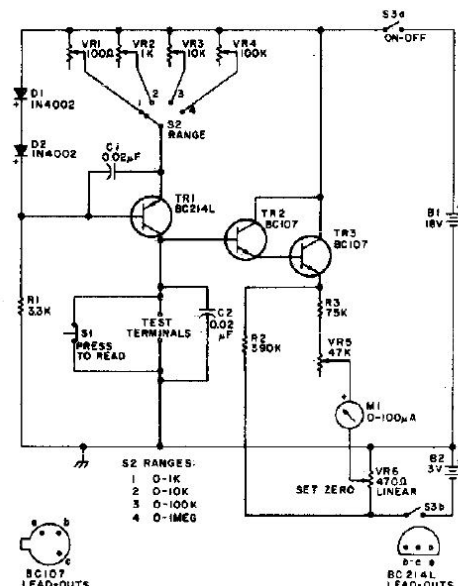 S3a
ON-OFF
VR1
100Ω
VR2
1K
VR3
10K
VR4
100K
D1
1N4002
D2
1N4002
1
2
3
4
S2
RANGE
C1
0.02μF
TR1
BC214L
TR2
BC107
TR3
BC107
B1
18V
R1
3.3K
S1
PRESS
TO READ
TEST
TERMINALS
C2
0.02
μF
R2
390K
R3
75K
VR5
47K
+
M1
0-100μA
B2
3V
VR6
470Ω
LINEAR
SET ZERO
S3b
S2 RANGES:
1 0-1K
2 0-10K
3 0-100K
4 0-1MEG
e b
c
BC107
LEAD-OUTS
b-c-e
BC214L
LEAD-OUTS